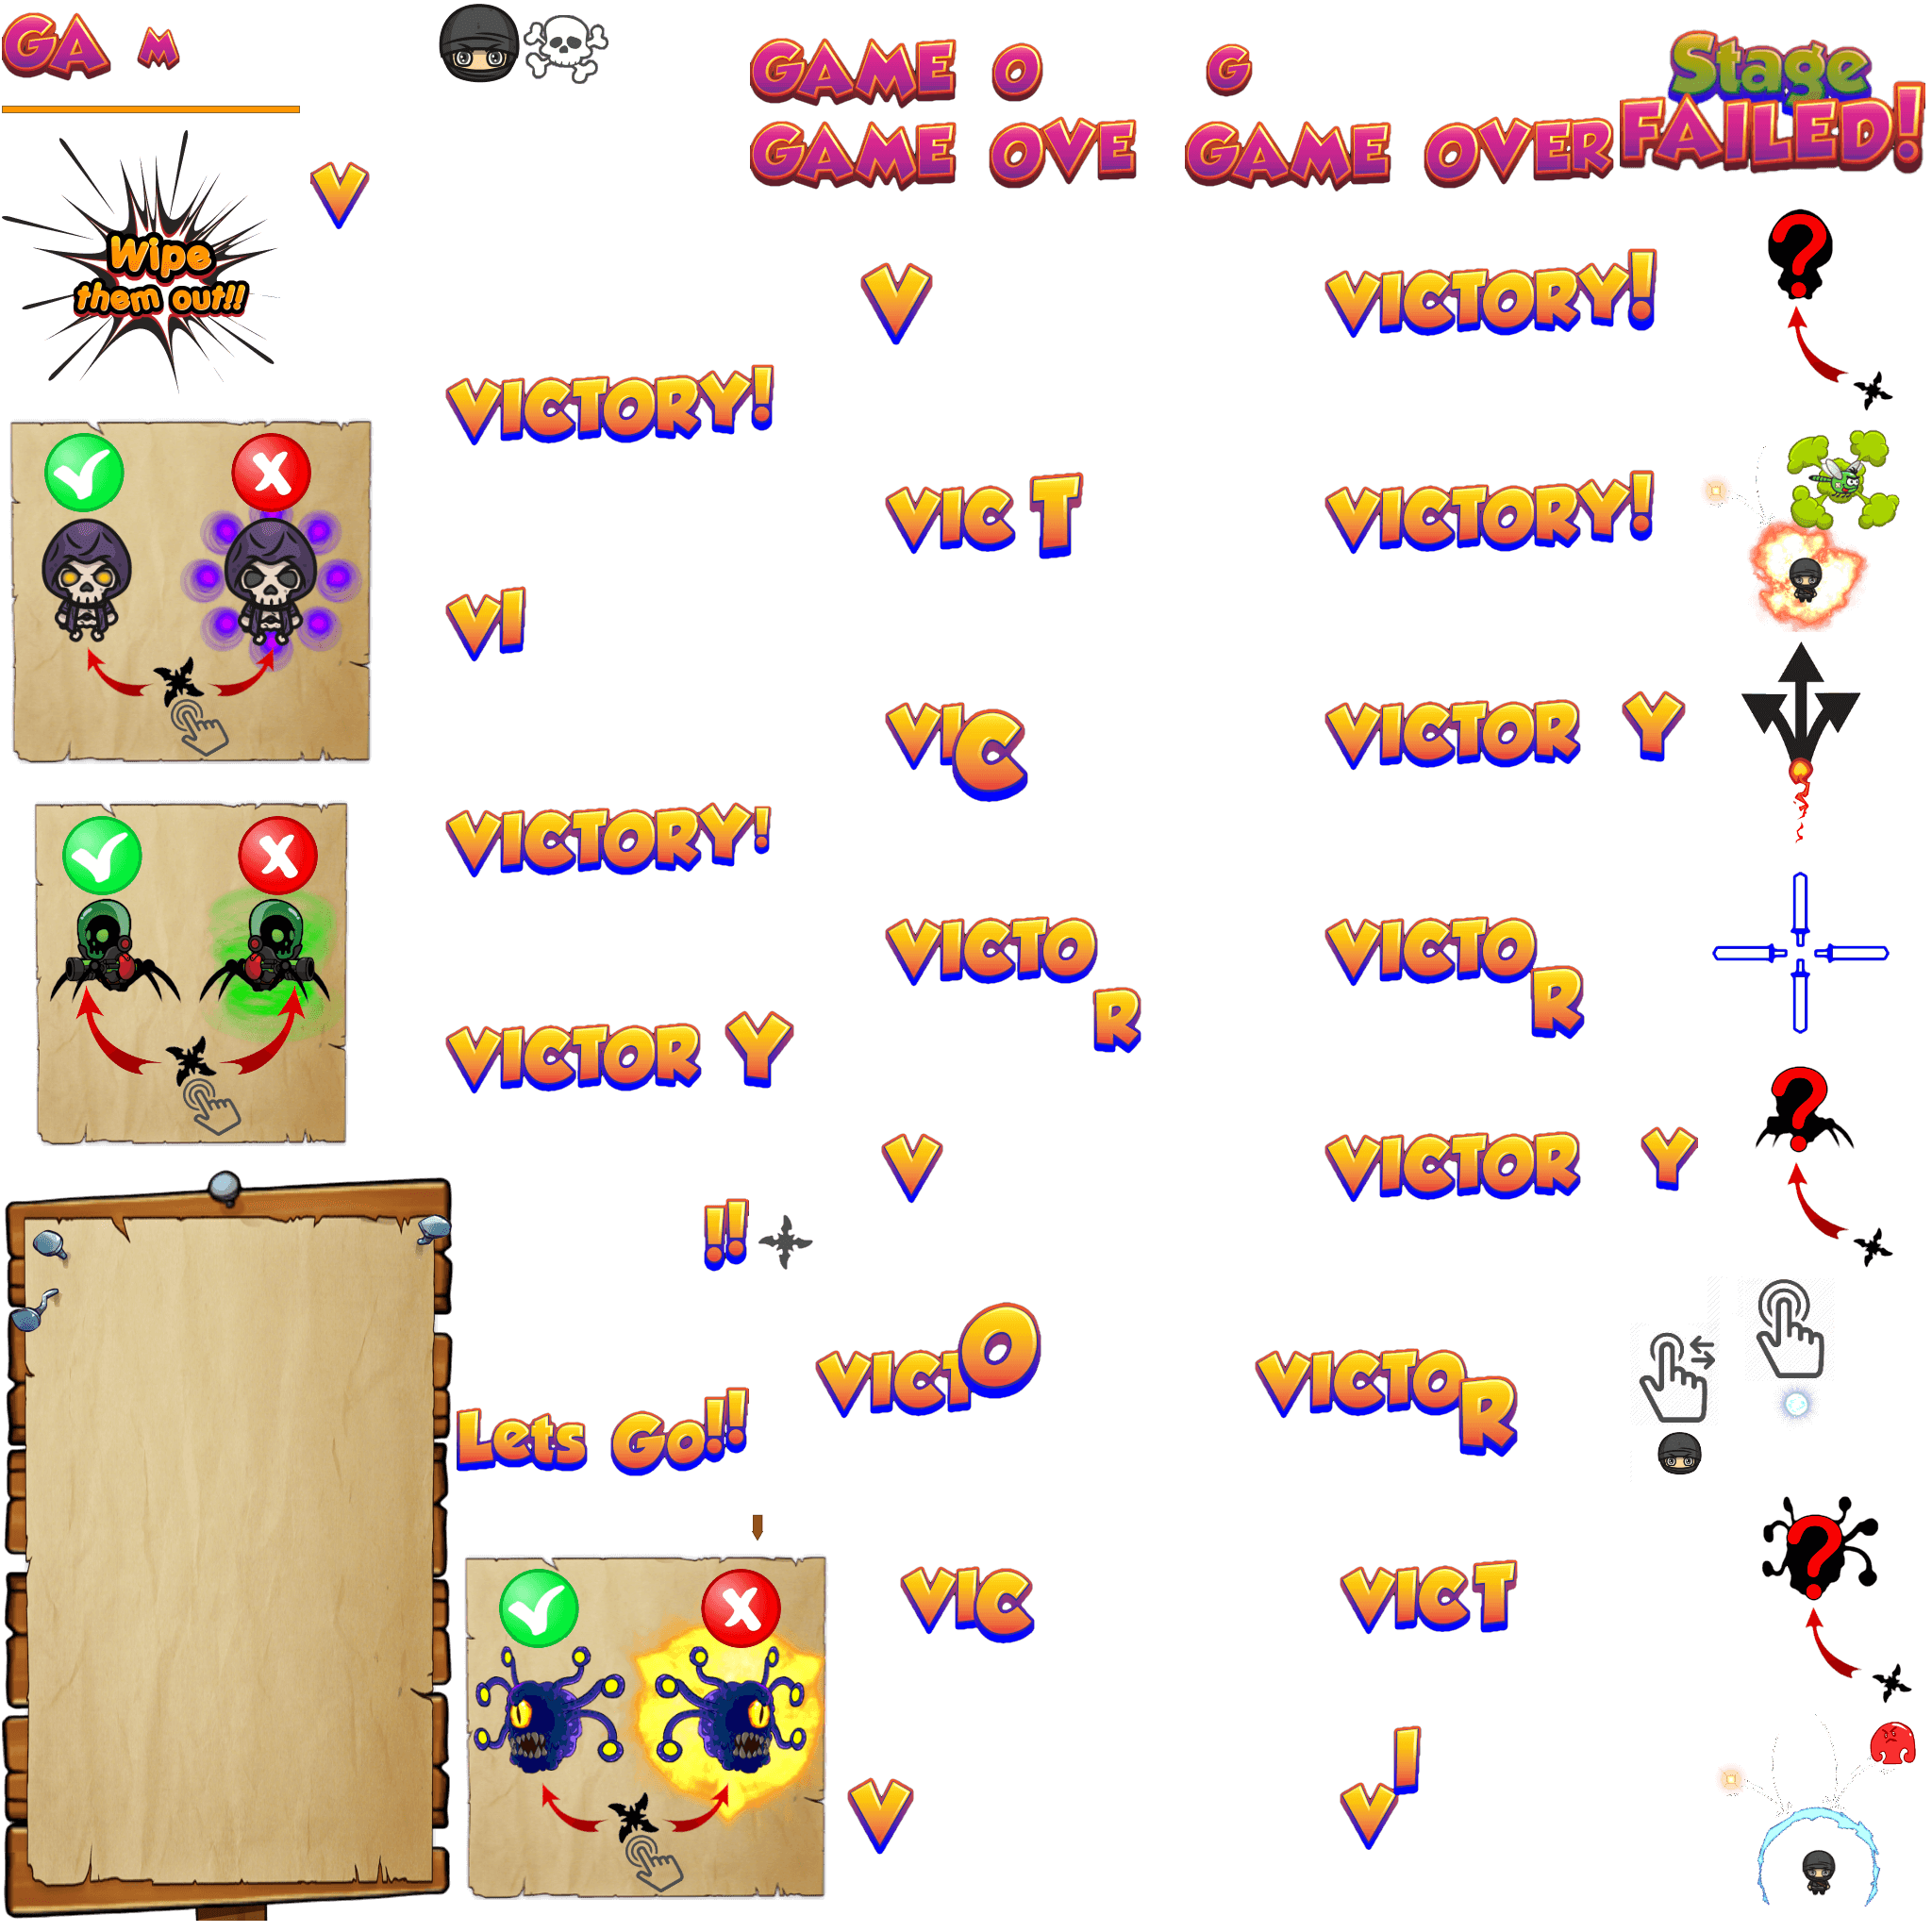 GA M
GAME O
G
Stage
FAILED!
GAME OVE
GAME OVER
V
Wipe
them out!!
?
V
VICTORY!
VICTORY!
VIC T
VICTORY!
VI
VIC
VICTOR Y
VICTORY!
VICTO
R
VICTO
R
VICTOR Y
?
V
VICTOR Y
!!
VICTO
VICTO
R
Lets Go!!
?
VIC
VICT
V
VI